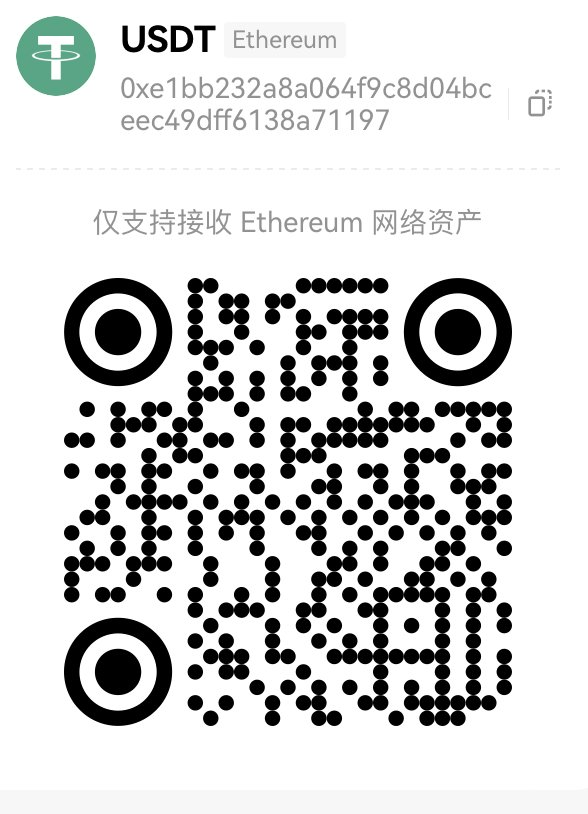 USDT Ethereum
0xe1bb232a8a064f9c8d04bc
eec49dff6138a71197
仅支持接收 Ethereum 网络资产